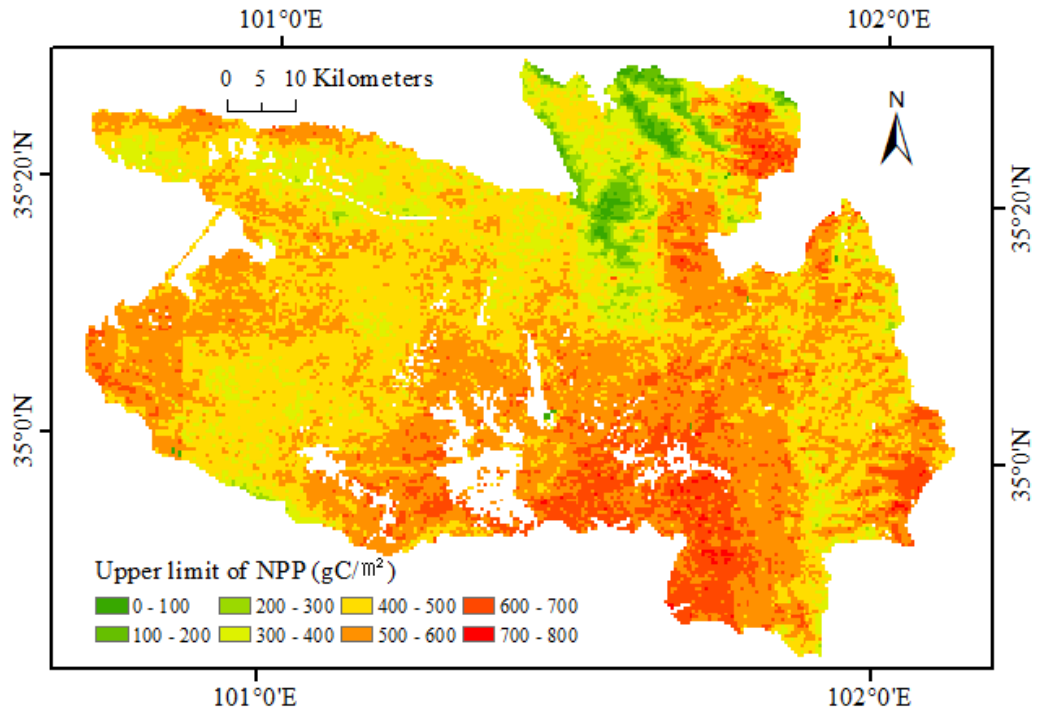 101°0'E 102°0'E
0 5 10 Kilometers
N
35°20'N
35°20'N
35°0'N
35°0'N
Upper limit of NPP (gC/m²)
0 - 100 200 - 300 400 - 500 600 - 700
100 - 200 300 - 400 500 - 600 700 - 800
101°0'E 102°0'E